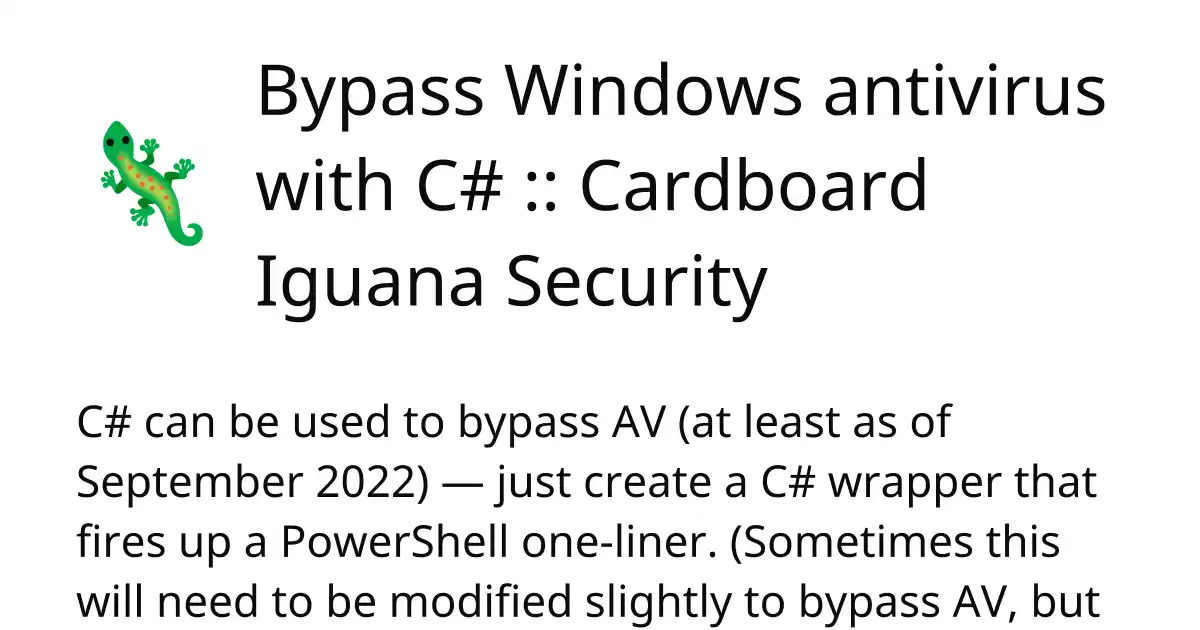 Bypass Windows antivirus
with C# :: Cardboard
Iguana Security
C# can be used to bypass AV (at least as of
September 2022) — just create a C# wrapper that
fires up a PowerShell one-liner. (Sometimes this
will need to be modified slightly to bypass AV, but